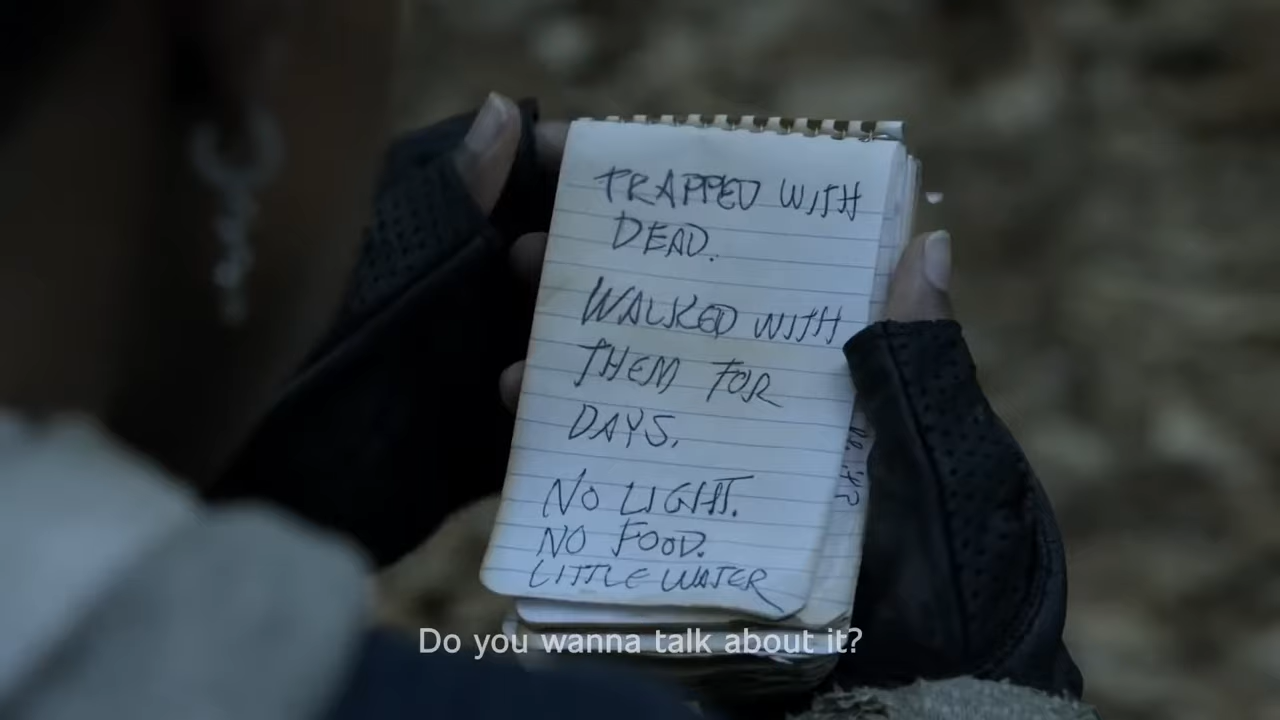 TRAPPED WITH
DEAD.
WALKED WITH
THEM FOR
DAYS.
NO LIGHT.
NO FOOD.
LITTLE WATER
Do you wanna talk about it?